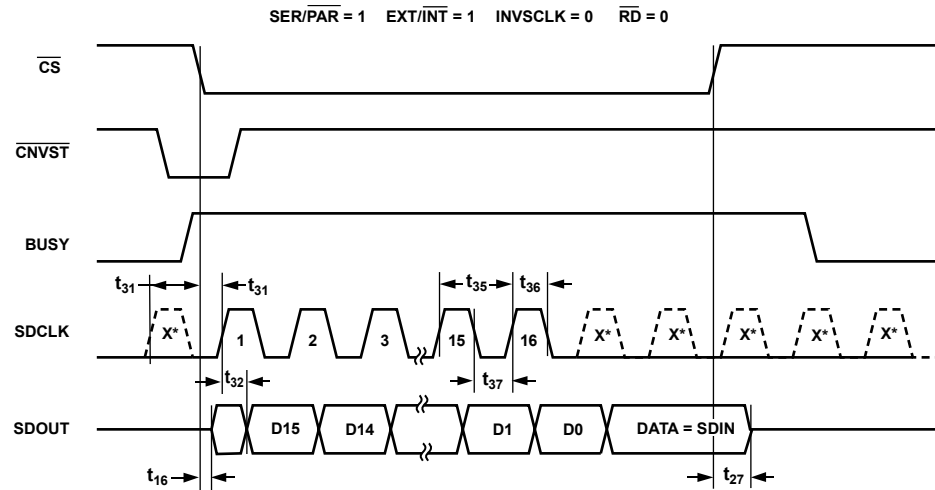 SER/PAR = 1 EXT/INT = 1 INVSCLK = 0 RD = 0
CS
CNVST
BUSY
t31 t31 t35 t36
SDCLK X* 1 2 3 15 16 X* X* X* X* X*
t32 t37
SDOUT D15 D14 D1 D0 DATA = SDIN
t16 t27